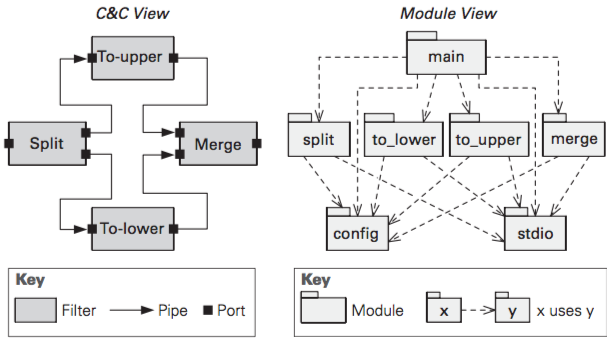 C&C View
To-upper
Split
Merge
To-lower
Key
Filter
Pipe
Port
Module View
main
split
to_lower
to_upper
merge
config
stdio
Key
Module
x
y
x uses y